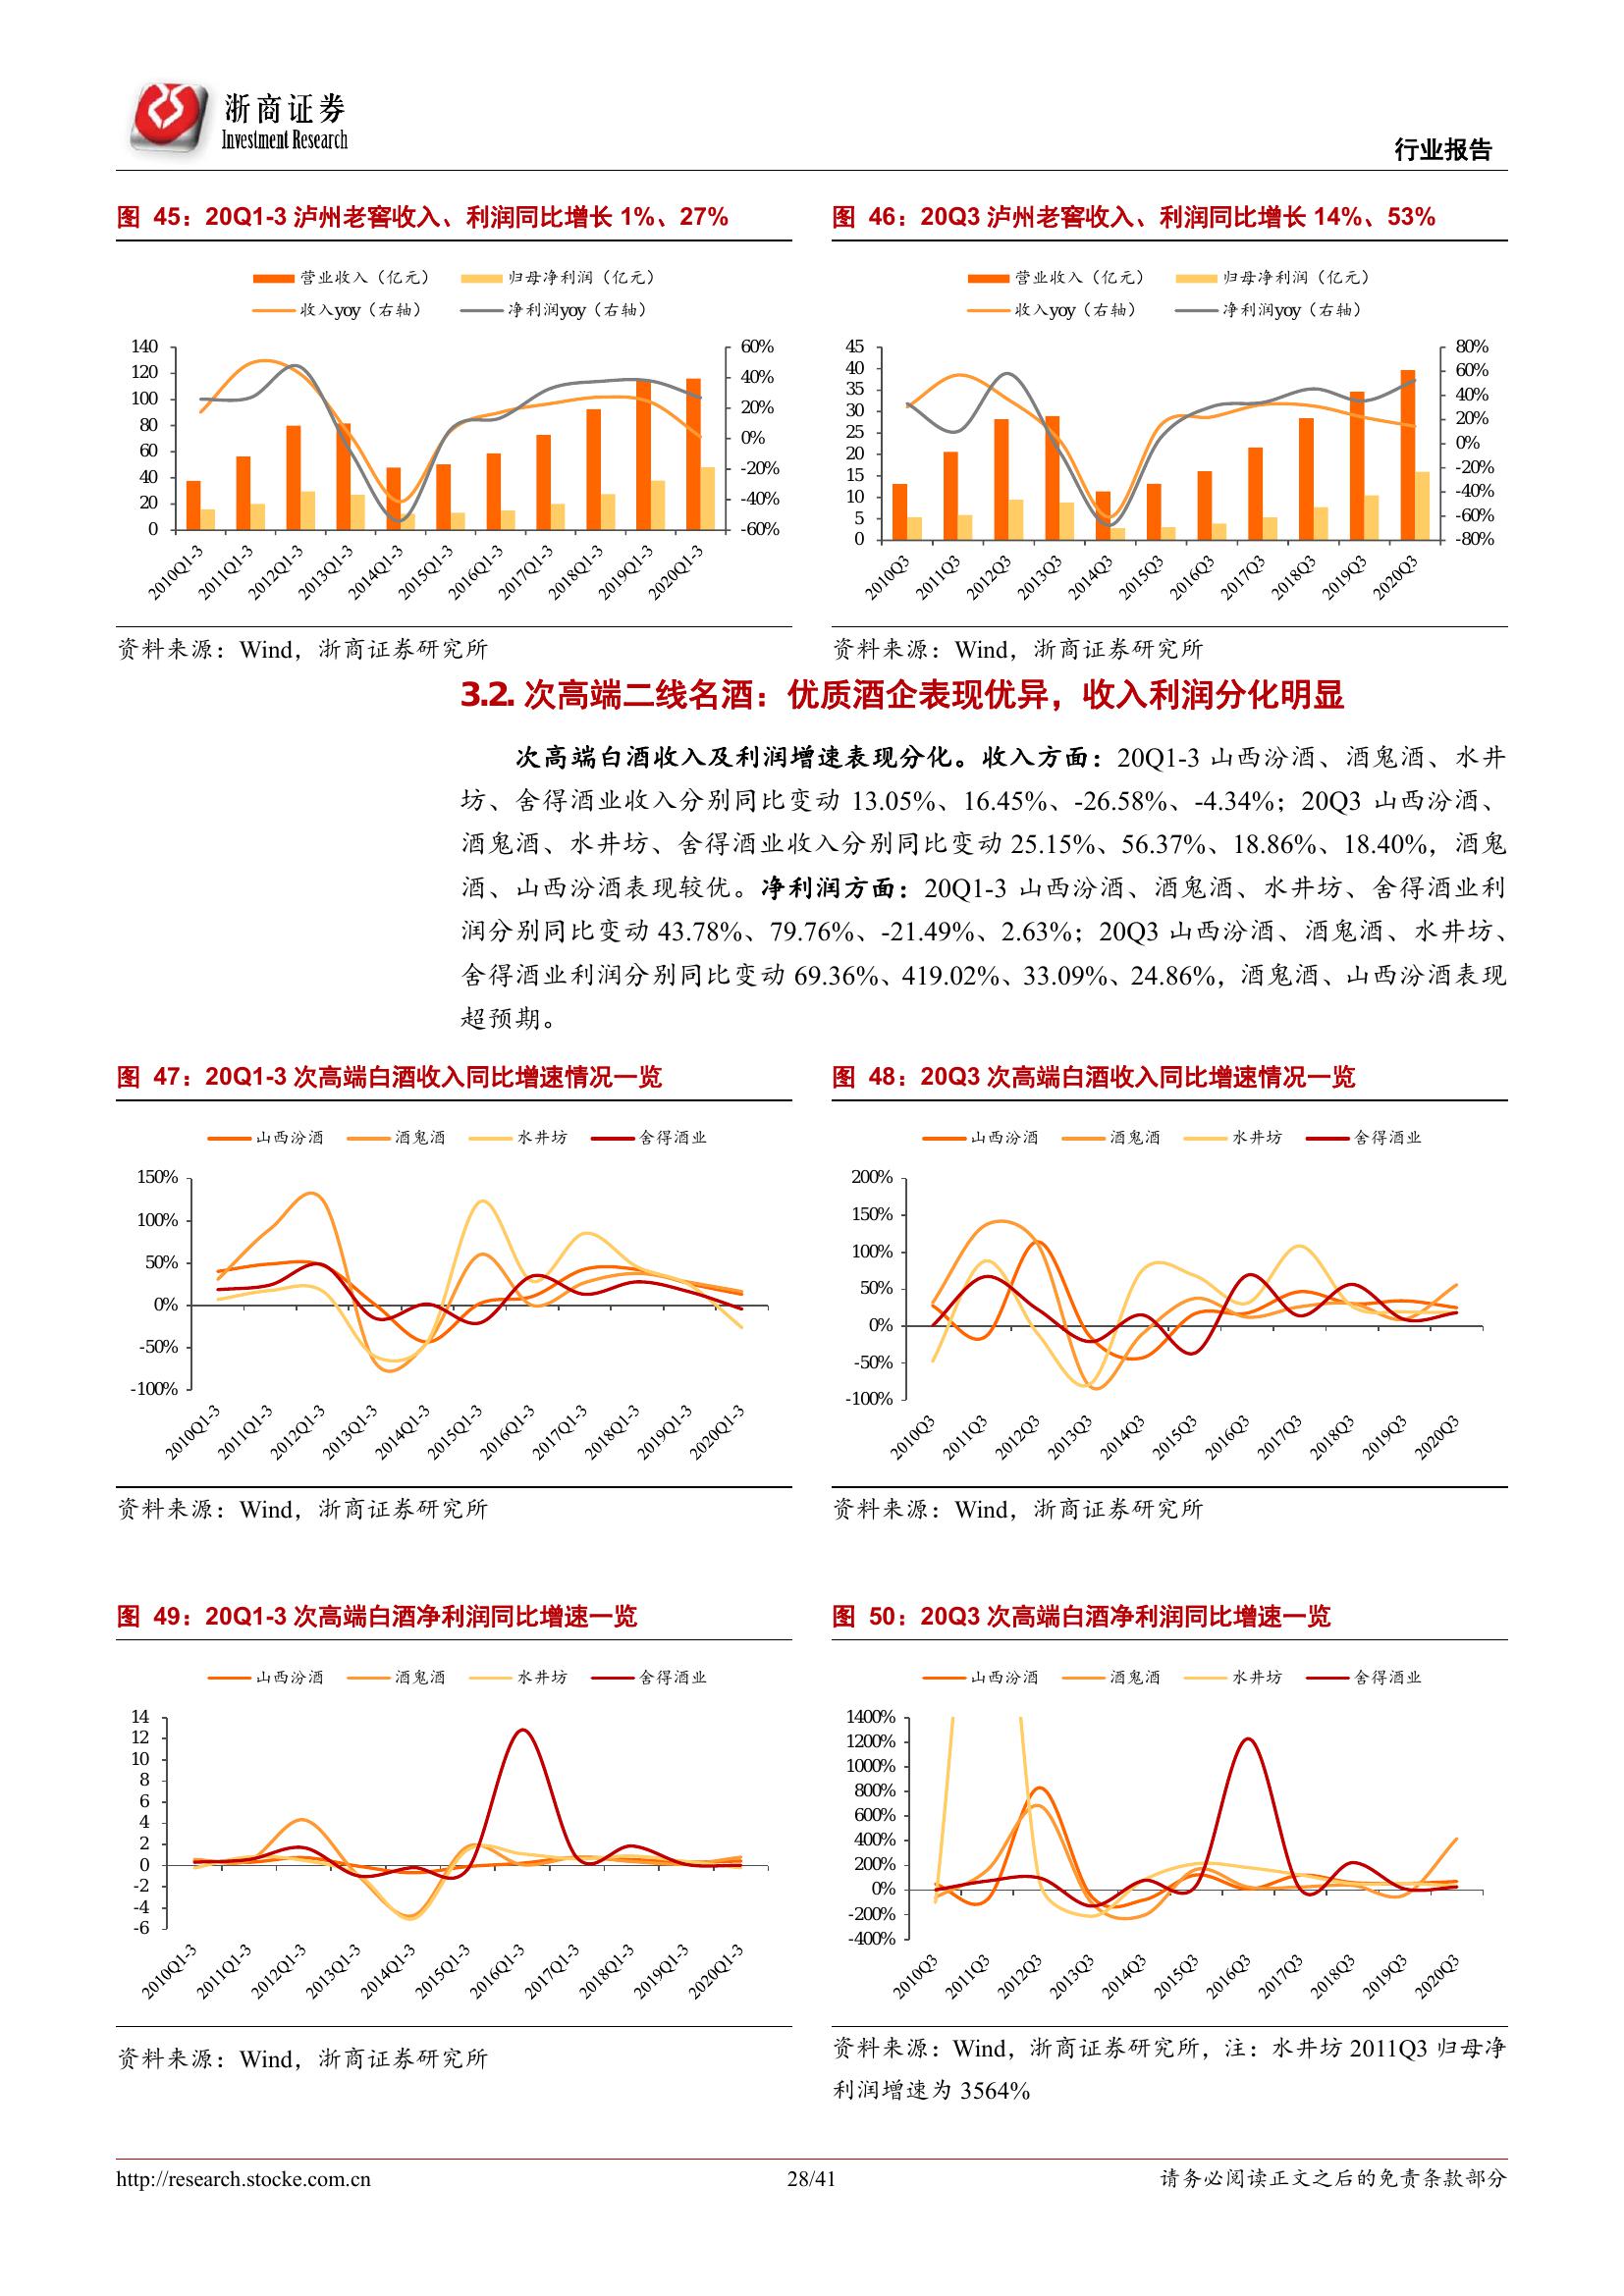 浙商证券
Investment Research
行业报告
图 45：20Q1-3 泸州老窖收入、利润同比增长 1%、27%
营业收入（亿元） 归母净利润（亿元）
收入yoy（右轴） 净利润yoy（右轴）
140
120
100
80
60
40
20
0
60%
40%
20%
0%
-20%
-40%
-60%
2010Q1-3 2011Q1-3 2012Q1-3 2013Q1-3 2014Q1-3 2015Q1-3 2016Q1-3 2017Q1-3 2018Q1-3 2019Q1-3 2020Q1-3
资料来源：Wind，浙商证券研究所
图 46：20Q3 泸州老窖收入、利润同比增长 14%、53%
营业收入（亿元） 归母净利润（亿元）
收入yoy（右轴） 净利润yoy（右轴）
45
40
35
30
25
20
15
10
5
0
80%
60%
40%
20%
0%
-20%
-40%
-60%
-80%
2010Q3 2011Q3 2012Q3 2013Q3 2014Q3 2015Q3 2016Q3 2017Q3 2018Q3 2019Q3 2020Q3
资料来源：Wind，浙商证券研究所
3.2. 次高端二线名酒：优质酒企表现优异，收入利润分化明显
次高端白酒收入及利润增速表现分化。收入方面：20Q1-3 山西汾酒、酒鬼酒、水井
坊、舍得酒业收入分别同比变动 13.05%、16.45%、-26.58%、-4.34%；20Q3 山西汾酒、
酒鬼酒、水井坊、舍得酒业收入分别同比变动 25.15%、56.37%、18.86%、18.40%，酒鬼
酒、山西汾酒表现较优。净利润方面：20Q1-3 山西汾酒、酒鬼酒、水井坊、舍得酒业利
润分别同比变动 43.78%、79.76%、-21.49%、2.63%；20Q3 山西汾酒、酒鬼酒、水井坊、
舍得酒业利润分别同比变动 69.36%、419.02%、33.09%、24.86%，酒鬼酒、山西汾酒表现
超预期。
图 47：20Q1-3 次高端白酒收入同比增速情况一览
山西汾酒 酒鬼酒 水井坊 舍得酒业
150%
100%
50%
0%
-50%
-100%
2010Q1-3 2011Q1-3 2012Q1-3 2013Q1-3 2014Q1-3 2015Q1-3 2016Q1-3 2017Q1-3 2018Q1-3 2019Q1-3 2020Q1-3
资料来源：Wind，浙商证券研究所
图 48：20Q3 次高端白酒收入同比增速情况一览
山西汾酒 酒鬼酒 水井坊 舍得酒业
200%
150%
100%
50%
0%
-50%
-100%
2010Q3 2011Q3 2012Q3 2013Q3 2014Q3 2015Q3 2016Q3 2017Q3 2018Q3 2019Q3 2020Q3
资料来源：Wind，浙商证券研究所
图 49：20Q1-3 次高端白酒净利润同比增速一览
山西汾酒 酒鬼酒 水井坊 舍得酒业
14
12
10
8
6
4
2
0
-2
-4
-6
2010Q1-3 2011Q1-3 2012Q1-3 2013Q1-3 2014Q1-3 2015Q1-3 2016Q1-3 2017Q1-3 2018Q1-3 2019Q1-3 2020Q1-3
资料来源：Wind，浙商证券研究所
图 50：20Q3 次高端白酒净利润同比增速一览
山西汾酒 酒鬼酒 水井坊 舍得酒业
1400%
1200%
1000%
800%
600%
400%
200%
0%
-200%
-400%
2010Q3 2011Q3 2012Q3 2013Q3 2014Q3 2015Q3 2016Q3 2017Q3 2018Q3 2019Q3 2020Q3
资料来源：Wind，浙商证券研究所，注：水井坊 2011Q3 归母净
利润增速为 3564%
http://research.stocke.com.cn
28/41
请务必阅读正文之后的免责条款部分